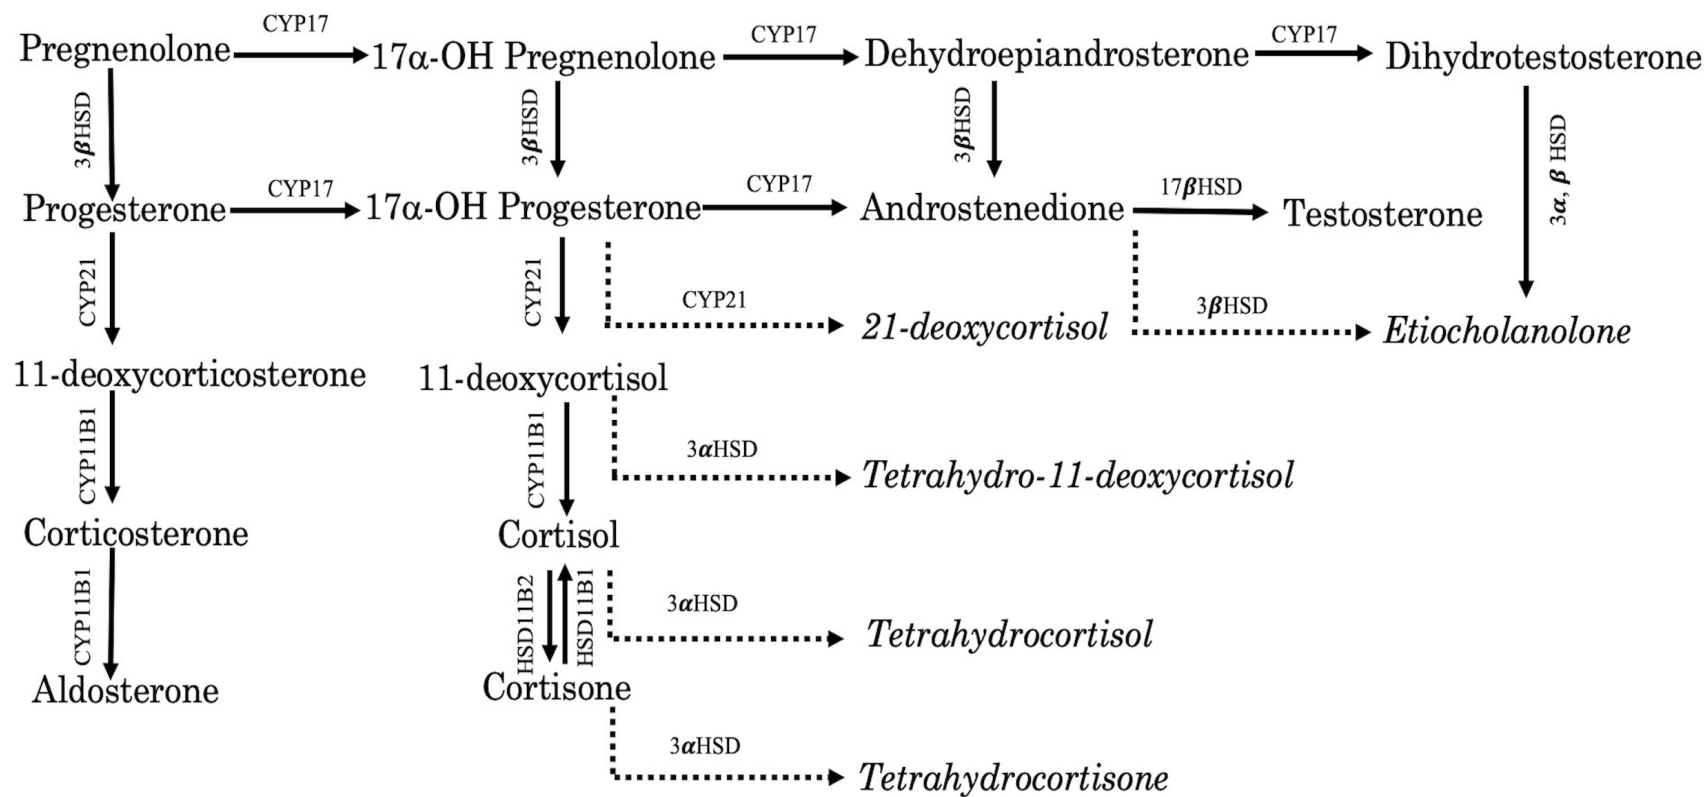 CYP17
CYP17
CYP17
Pregnenolone
17α-OH Pregnenolone
Dehydroepiandrosterone
Dihydrotestosterone
3βHSD
3βHSD
3βHSD
3α, β HSD
CYP17
CYP17
17βHSD
Progesterone
17α-OH Progesterone
Androstenedione
Testosterone
CYP21
CYP21
CYP21
3βHSD
21-deoxycortisol
Etiocholanolone
11-deoxycorticosterone
11-deoxycortisol
CYP11B1
CYP11B1
3αHSD
Tetrahydro-11-deoxycortisol
Corticosterone
Cortisol
CYP11B1
HSD11B2
HSD11B1
3αHSD
Tetrahydrocortisol
Aldosterone
Cortisone
3αHSD
Tetrahydrocortisone